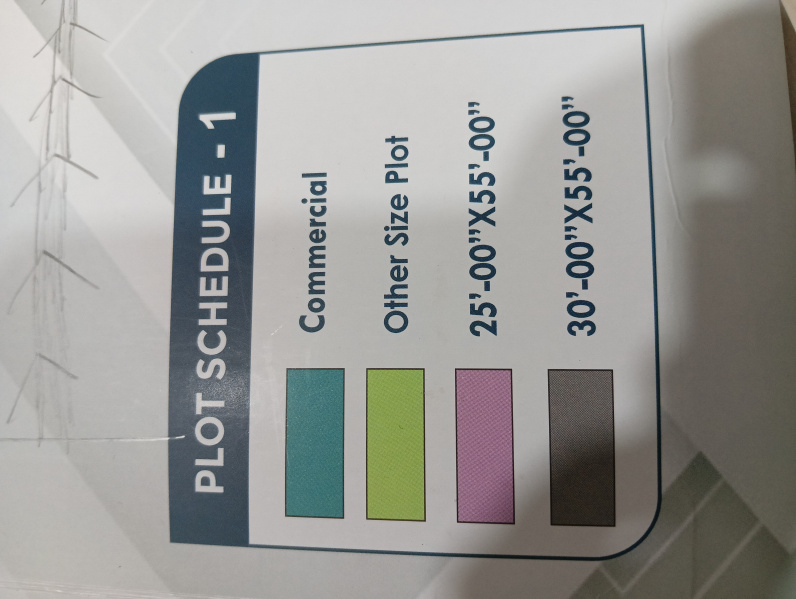 PLOT SCHEDULE - 1
Commercial
Other Size Plot
25'-00”X55'-00”
30'-00”X55'-00”